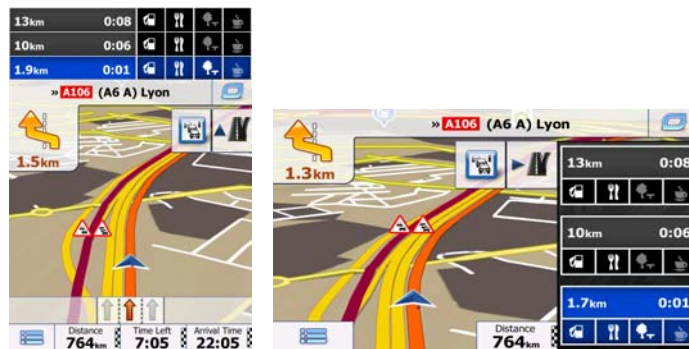 13km 0:08
10km 0:06
1.9km 0:01
» A106 (A6 A) Lyon
1.5km
Distance Time Left Arrival Time
764km 7:05 22:05
» A106 (A6 A) Lyon
1.3km
13km 0:08
10km 0:06
1.7km 0:01
Distance
764km